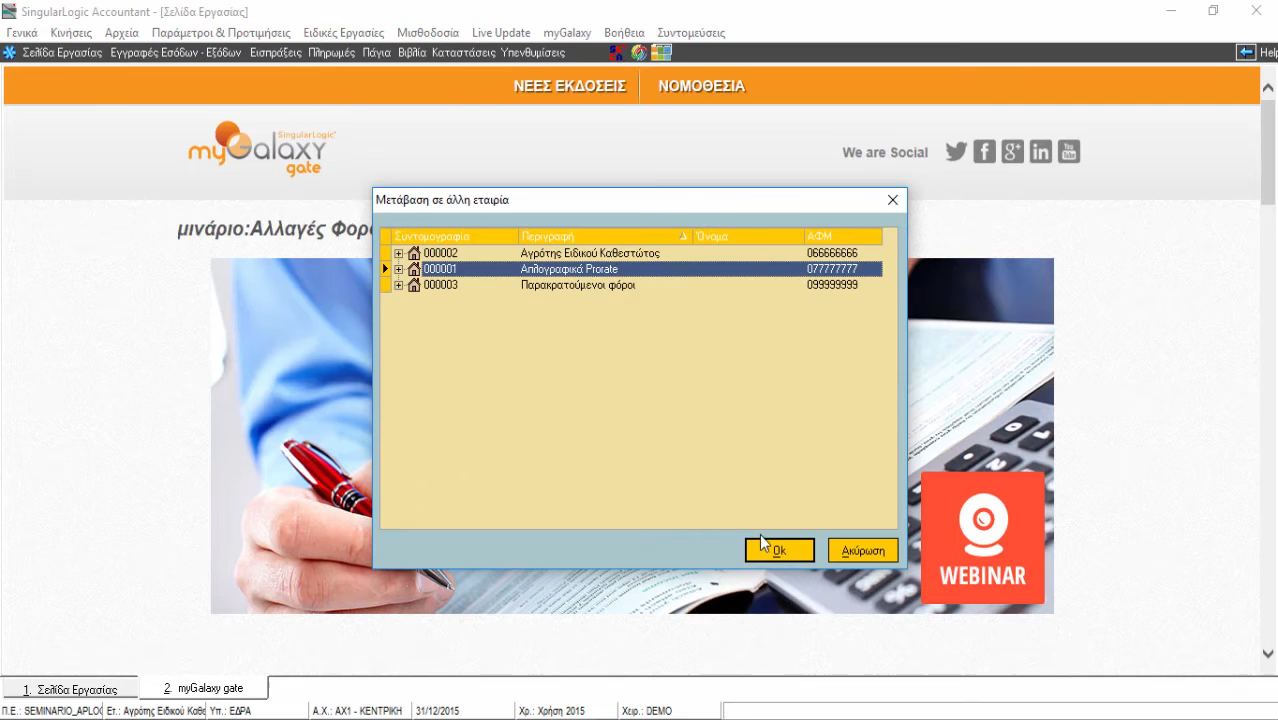 SingularLogic Accountant - [Σελίδα Εργασίας]
Γενικά Κινήσεις Αρχεία Παράμετροι & Προτιμήσεις Ειδικές Εργασίες Μισθοδοσία Live Update myGalaxy Βοήθεια Συντομεύσεις
Σελίδα Εργασίας Εγγραφές Εσόδων - Εξόδων Εισπράξεις Πληρωμές Πάγια Βιβλία Καταστάσεις Υπενθυμίσεις Help
ΝΕΕΣ ΕΚΔΟΣΕΙΣ ΝΟΜΟΘΕΣΙΑ
SingularLogic
myGalaxy gate
We are Social
μινάριο:Αλλαγές Φορο
Μετάβαση σε άλλη εταιρία
Συντομογραφία Περιγραφή Όνομα ΑΦΜ
000002 Αγρότης Ειδικού Καθεστώτος 066666666
000001 Απλογραφικά Prorate 077777777
000003 Παρακρατούμενοι φόροι 099999999
Ok Ακύρωση
WEBINAR
1. Σελίδα Εργασίας 2. myGalaxy gate
Π.Ε.: SEMINARIO_APLOG Ετ.: Αγρότης Ειδικού Καθε Υπ.: ΕΔΡΑ Α.Χ.: ΑΧ1 - ΚΕΝΤΡΙΚΗ 31/12/2015 Χρ.: Χρήση 2015 Χειρ.: DEMO